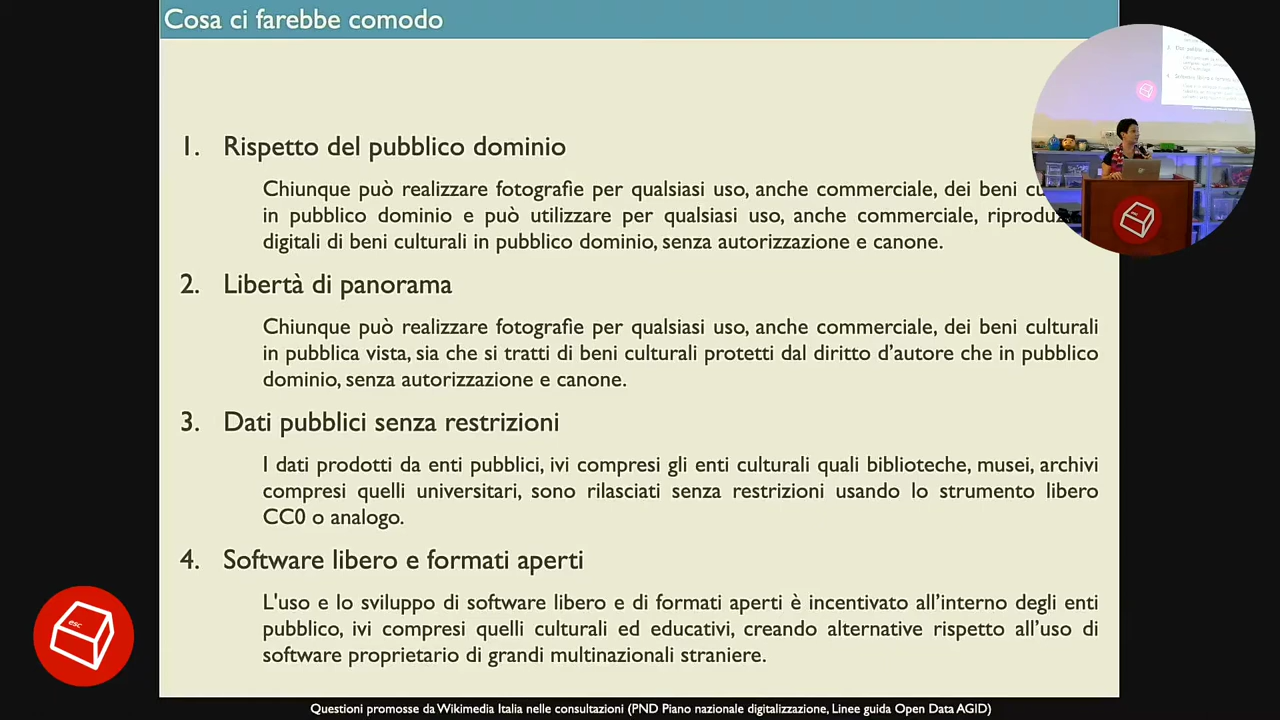 Cosa ci farebbe comodo
1. Rispetto del pubblico dominio
Chiunque può realizzare fotografie per qualsiasi uso, anche commerciale, dei beni
in pubblico dominio e può utilizzare per qualsiasi uso, anche commerciale,
digitali di beni culturali in pubblico dominio, senza autorizzazione e canone.
2. Libertà di panorama
Chiunque può realizzare fotografie per qualsiasi uso, anche commerciale, dei beni culturali
in pubblica vista, sia che si tratti di beni culturali protetti dal diritto d’autore che in pubblico
dominio, senza autorizzazione e canone.
3. Dati pubblici senza restrizioni
I dati prodotti da enti pubblici, ivi compresi gli enti culturali quali biblioteche, musei, archivi
compresi quelli universitari, sono rilasciati senza restrizioni usando lo strumento libero
CC0 o analogo.
4. Software libero e formati aperti
L'uso e lo sviluppo di software libero e di formati aperti è incentivato all’interno degli enti
pubblico, ivi compresi quelli culturali ed educativi, creando alternative rispetto all’uso di
software proprietario di grandi multinazionali straniere.
esc
Questioni promosse da Wikimedia Italia nelle consultazioni (PND Piano nazionale digitalizzazione, Linee guida Open Data AGID)